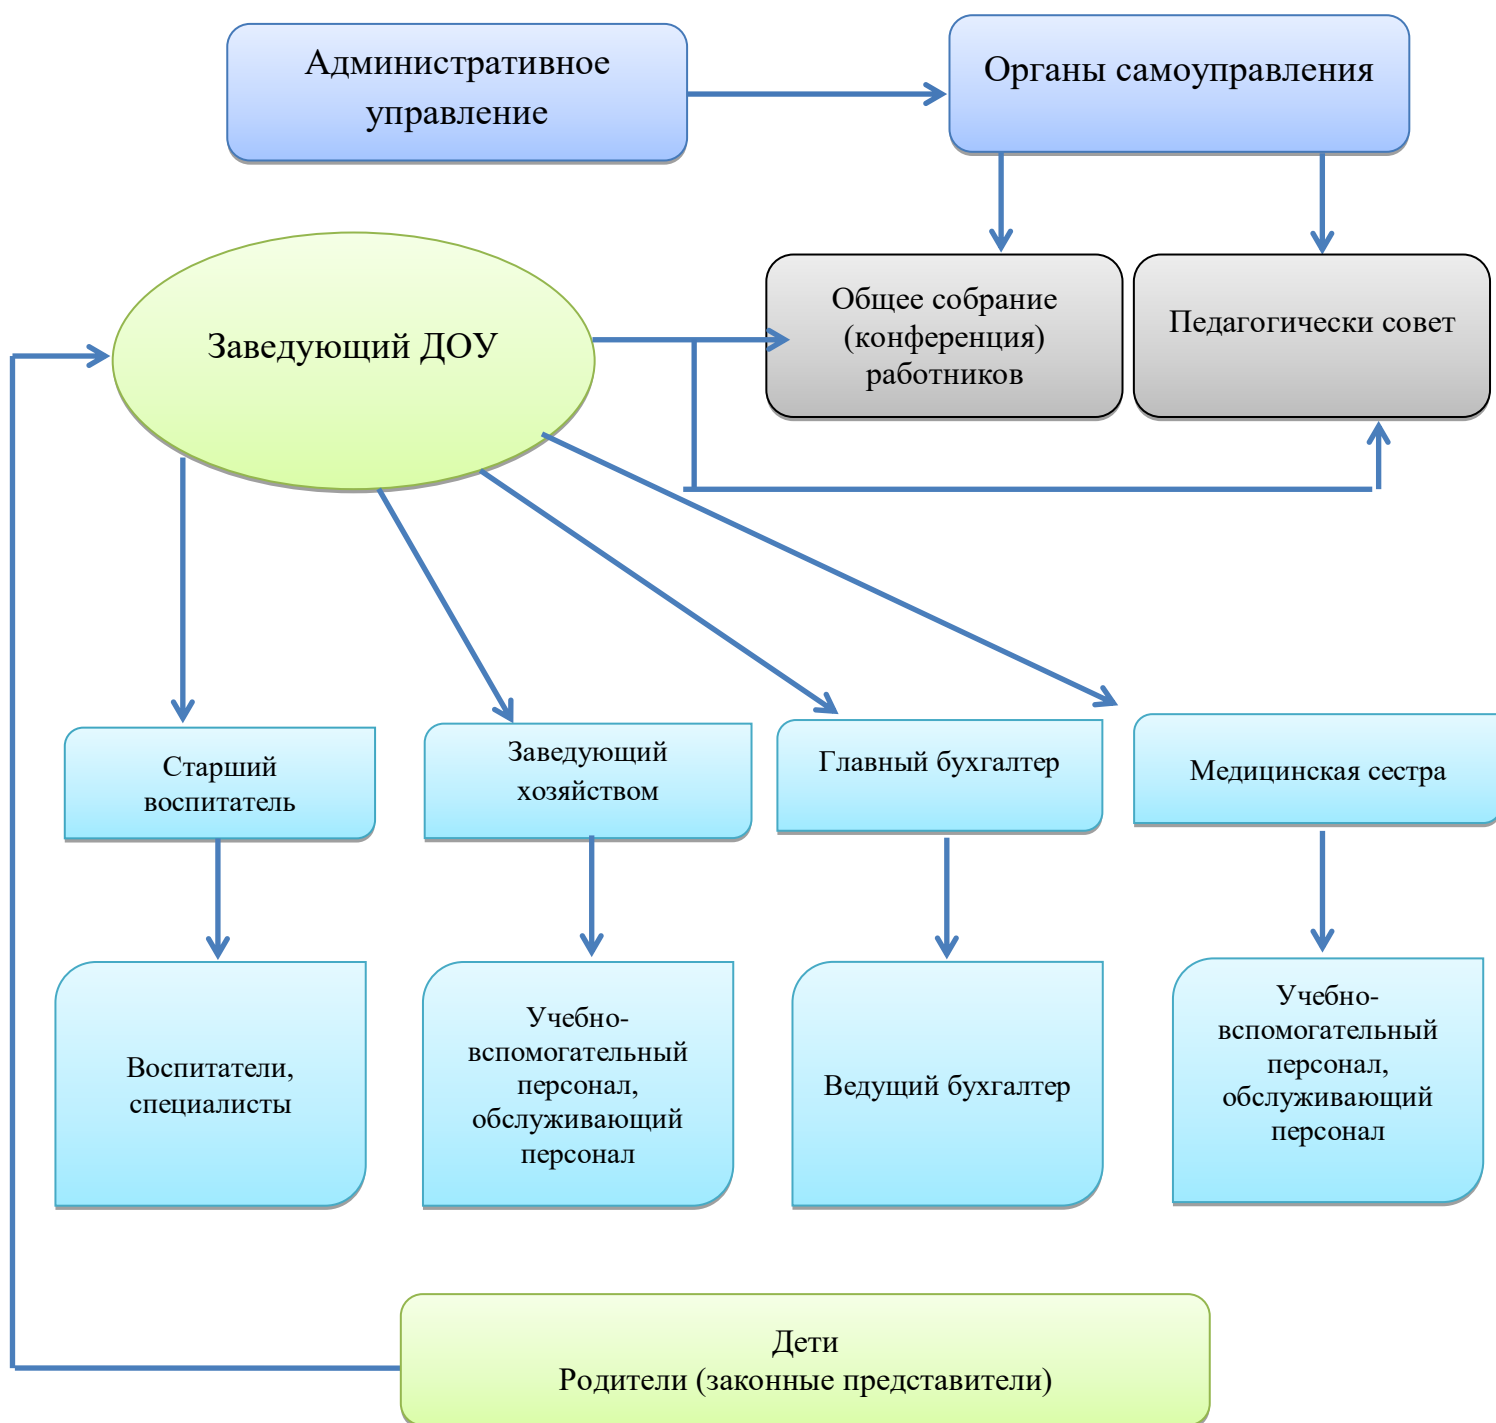 Административное
управление
Органы самоуправления
Заведующий ДОУ
Общее собрание
(конференция)
работников
Педагогически совет
Старший
воспитатель
Заведующий
хозяйством
Главный бухгалтер
Медицинская сестра
Воспитатели,
специалисты
Учебно-
вспомогательный
персонал,
обслуживающий
персонал
Ведущий бухгалтер
Учебно-
вспомогательный
персонал,
обслуживающий
персонал
Дети
Родители (законные представители)